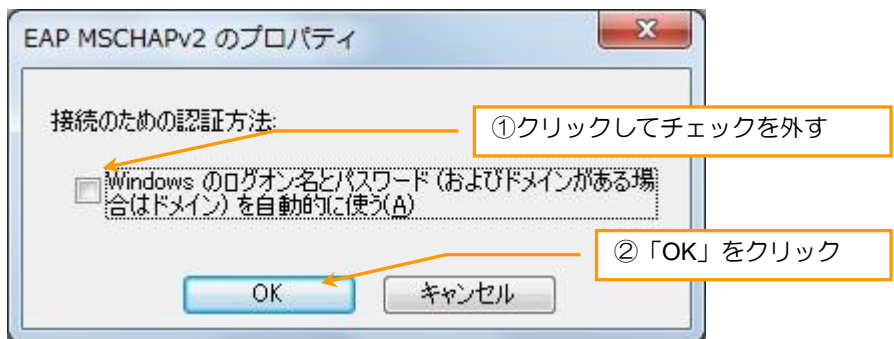 EAP MSCHAPv2 のプロパティ
接続のための認証方法:
①クリックしてチェックを外す
Windows のログオン名とパスワード (およびドメインがある場
合はドメイン) を自動的に使う(A)
②「OK」をクリック
OK
キャンセル